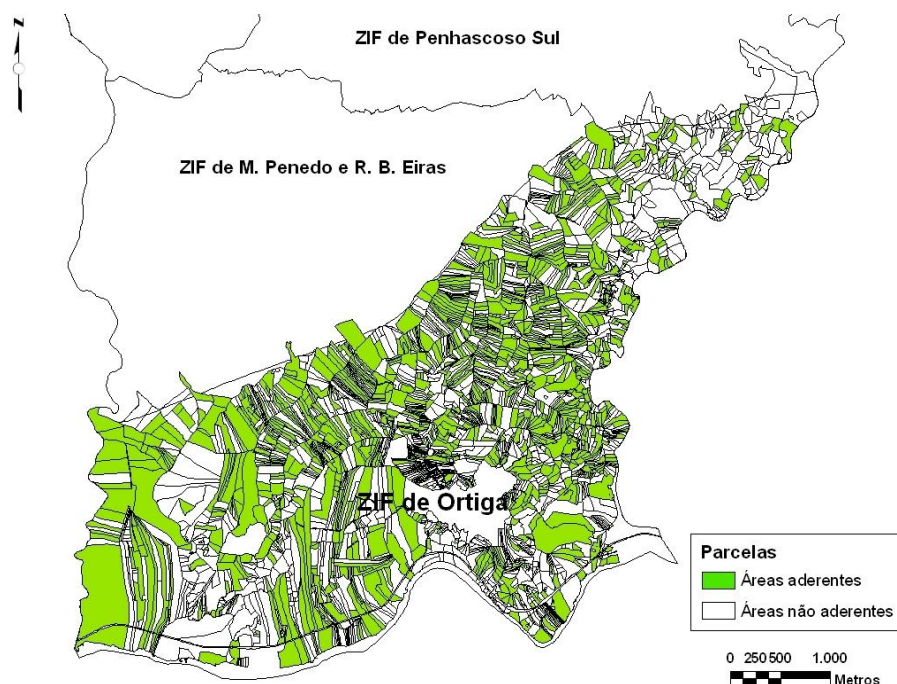 N
ZIF de Penhascoso Sul
ZIF de M. Penedo e R. B. Eiras
ZIF de Ortiga
Parcelas
Áreas aderentes
Áreas não aderentes
0 250 500 1.000
Metros